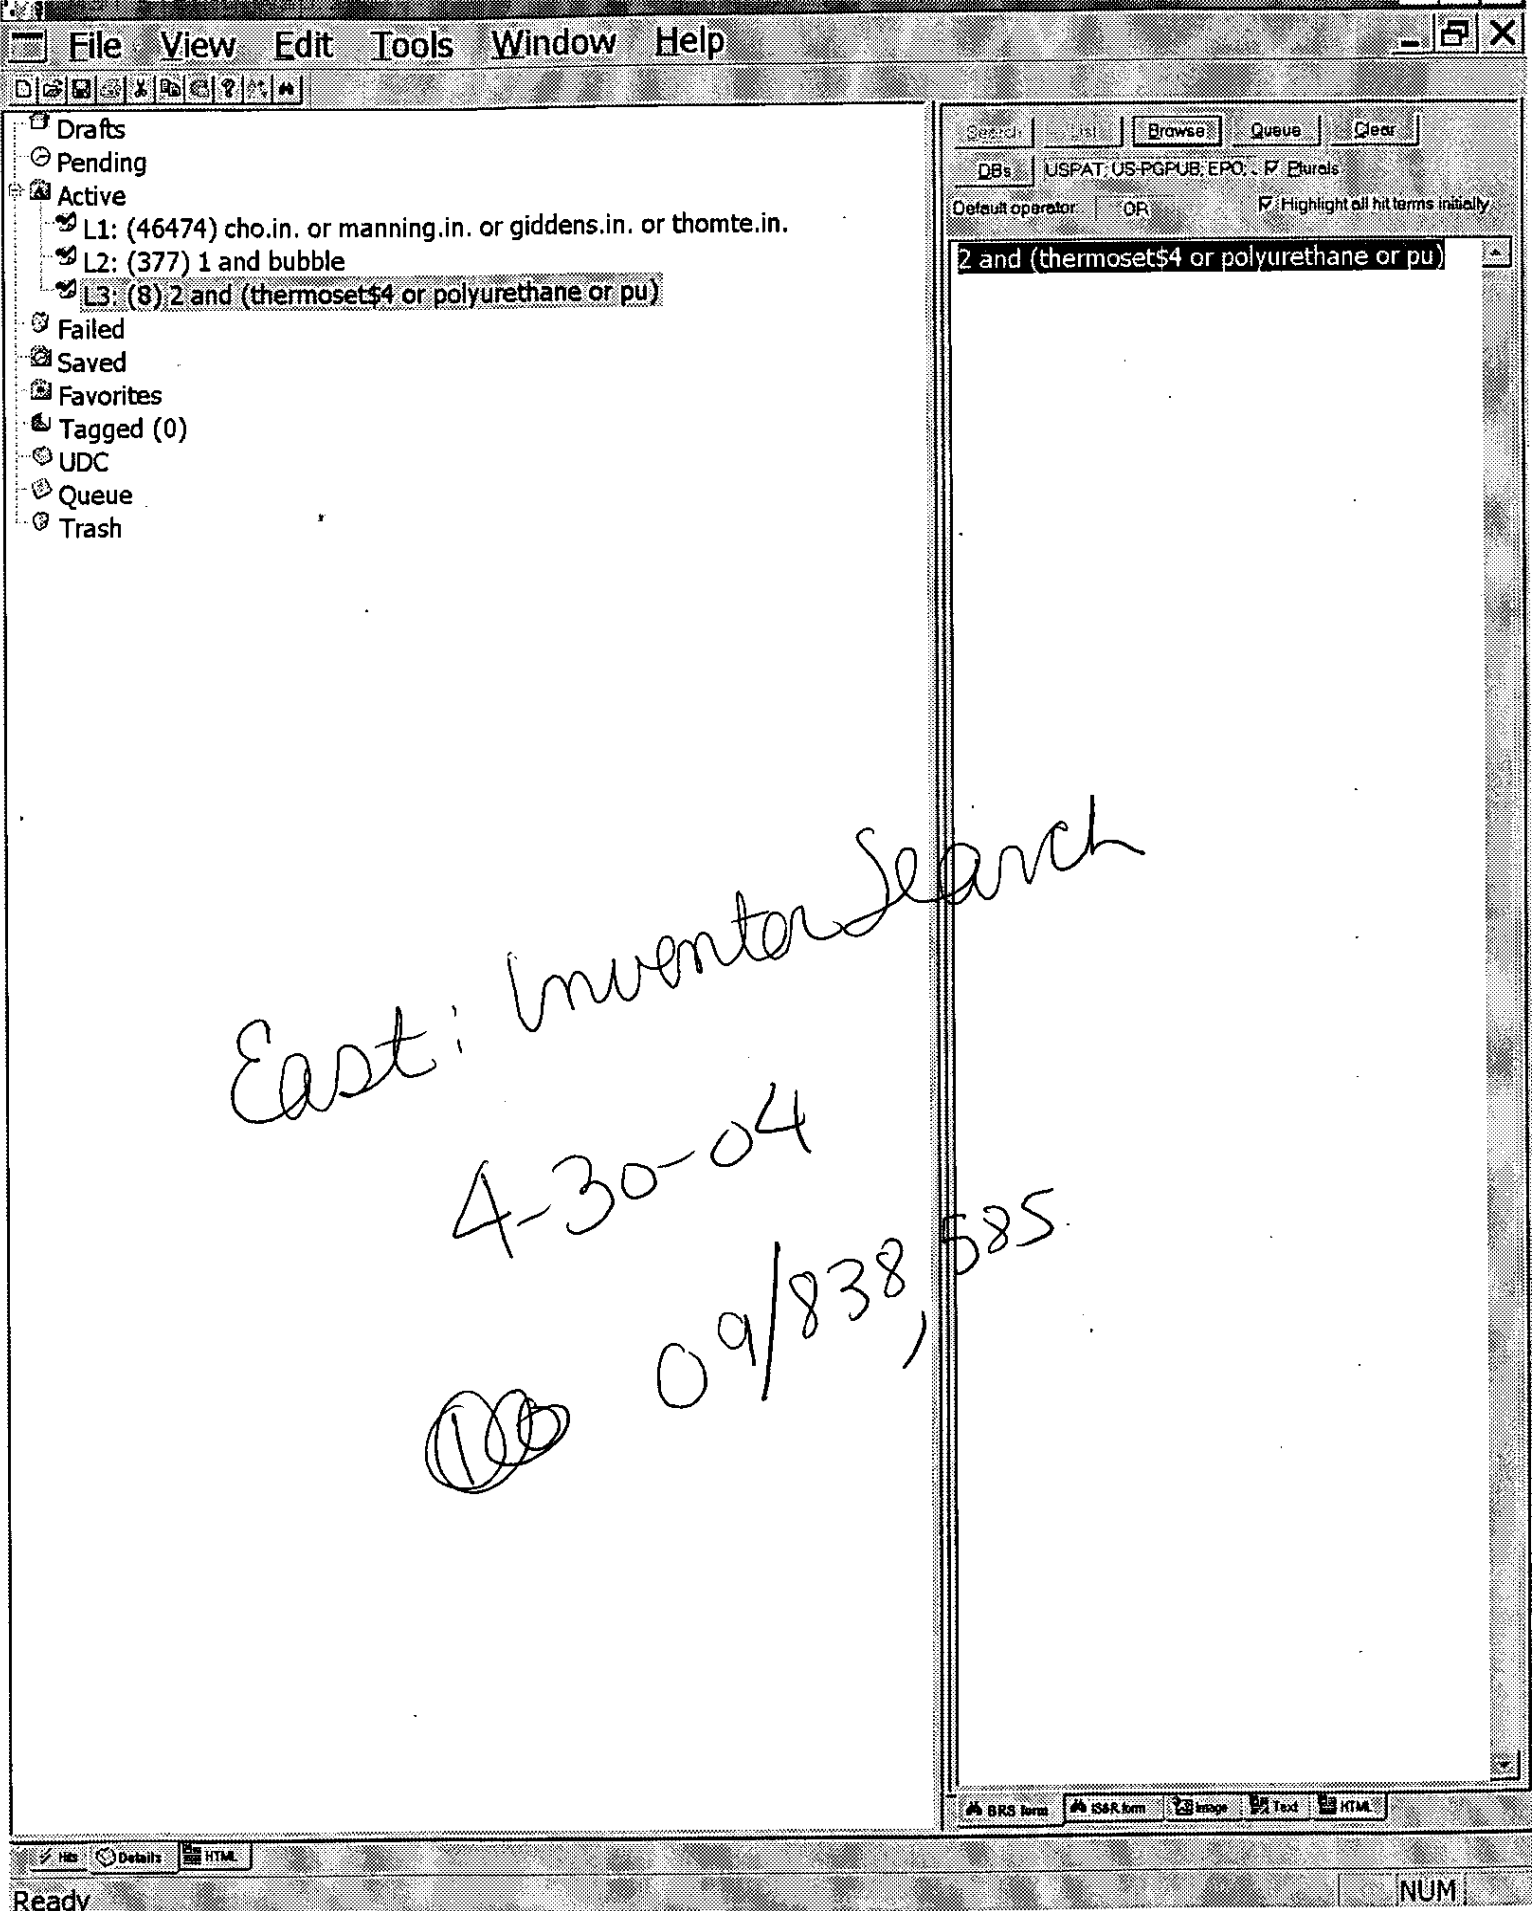 File View Edit Tools Window Help
Drafts
Pending
Active
L1: (46474) cho.in. or manning.in. or giddens.in. or thomte.in.
L2: (377) 1 and bubble
L3: (8) 2 and (thermoset$4 or polyurethane or pu)
Failed
Saved
Favorites
Tagged (0)
UDC
Queue
Trash
Search List Browse Queue Clear
DBs USPAT; US-PGPUB; EPO; Plurals
Default operator: OR Highlight all hit terms initially
2 and (thermoset$4 or polyurethane or pu)
East: Inventor Search
4-30-04
09/838,585
BRS form IS&R form Image Text HTML
Hits Details HTML
Ready NUM